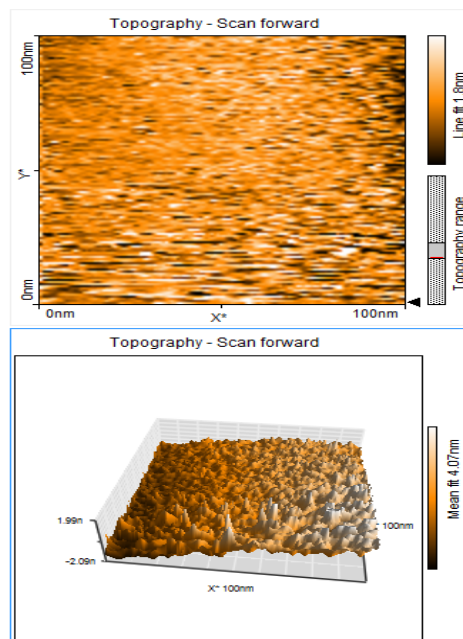 Topography - Scan forward
100nm
Y*
0nm
0nm
X*
100nm
Line fit 1.8nm
Topography range
Topography - Scan forward
1.99n
-2.09n
X* 100nm
100nm
Mean fit 4.07nm